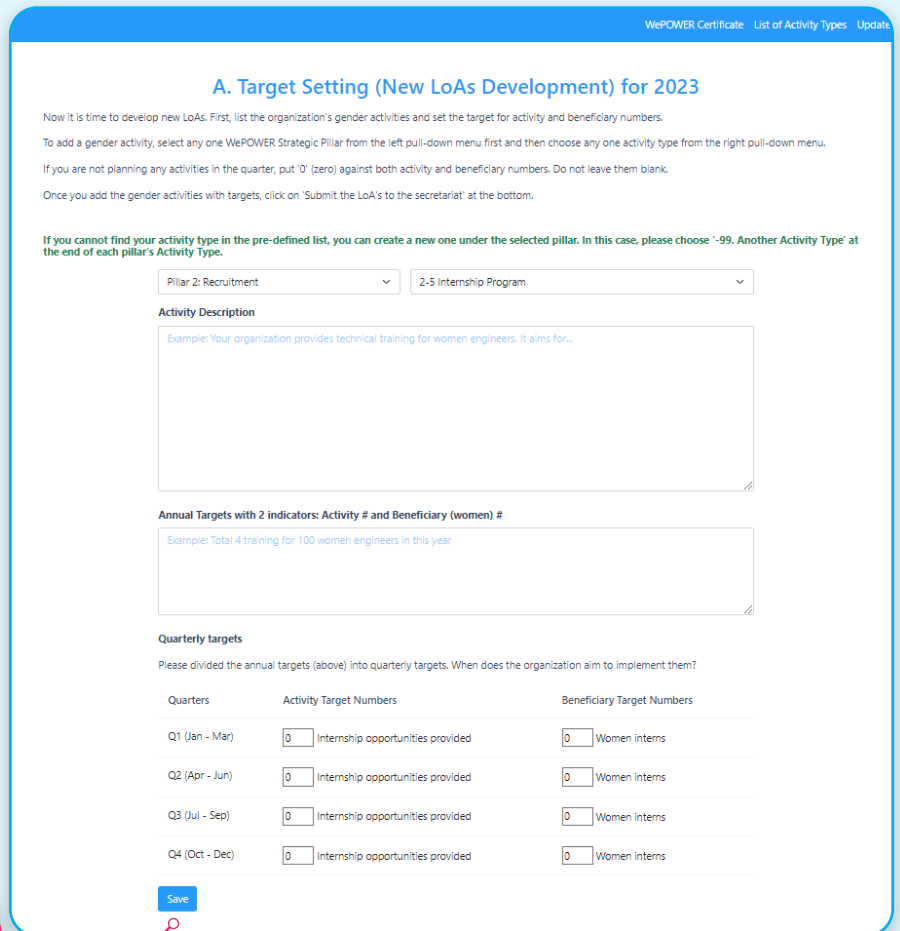 WePOWER Certificate List of Activity Types Update
A. Target Setting (New LoAs Development) for 2023
Now it is time to develop new LoAs. First, list the organization's gender activities and set the target for activity and beneficiary numbers.
To add a gender activity, select any one WePOWER Strategic Pillar from the left pull-down menu first and then choose any one activity type from the right pull-down menu.
If you are not planning any activities in the quarter, put '0' (zero) against both activity and beneficiary numbers. Do not leave them blank.
Once you add the gender activities with targets, click on 'Submit the LoA's to the secretariat' at the bottom.
If you cannot find your activity type in the pre-defined list, you can create a new one under the selected pillar. In this case, please choose '-99. Another Activity Type' at
the end of each pillar's Activity Type.
Pillar 2: Recruitment 2-5 Internship Program
Activity Description
Example: Your organization provides technical training for women engineers. It aims for...
Annual Targets with 2 indicators: Activity # and Beneficiary (women) #
Example: Total 4 training for 100 women engineers in this year
Quarterly targets
Please divided the annual targets (above) into quarterly targets. When does the organization aim to implement them?
Quarters Activity Target Numbers Beneficiary Target Numbers
Q1 (Jan - Mar) 0 Internship opportunities provided 0 Women interns
Q2 (Apr - Jun) 0 Internship opportunities provided 0 Women interns
Q3 (Jul - Sep) 0 Internship opportunities provided 0 Women interns
Q4 (Oct - Dec) 0 Internship opportunities provided 0 Women interns
Save